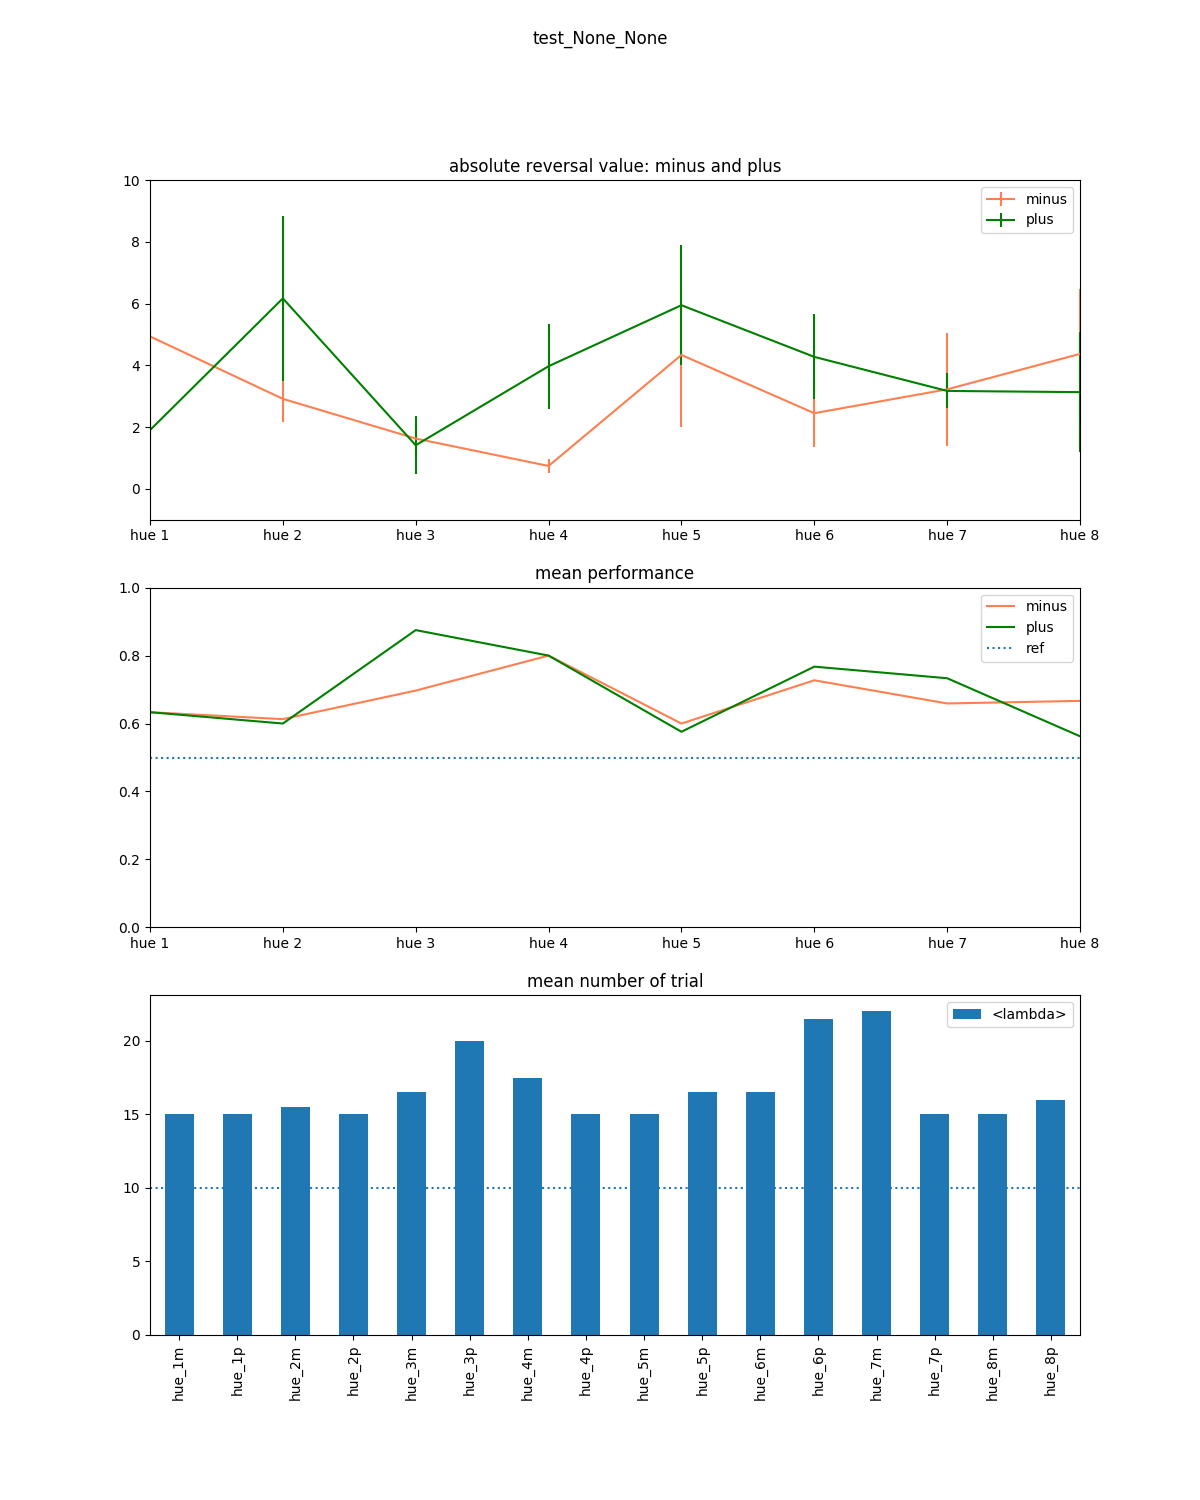 test_None_None
absolute reversal value: minus and plus
10
8
6
4
2
0
minus
plus
hue 1 hue 2 hue 3 hue 4 hue 5 hue 6 hue 7 hue 8
mean performance
1.0
0.8
0.6
0.4
0.2
0.0
minus
plus
ref
hue 1 hue 2 hue 3 hue 4 hue 5 hue 6 hue 7 hue 8
mean number of trial
20
15
10
5
0
<lambda>
hue_1m hue_1p hue_2m hue_2p hue_3m hue_3p hue_4m hue_4p hue_5m hue_5p hue_6m hue_6p hue_7m hue_7p hue_8m hue_8p